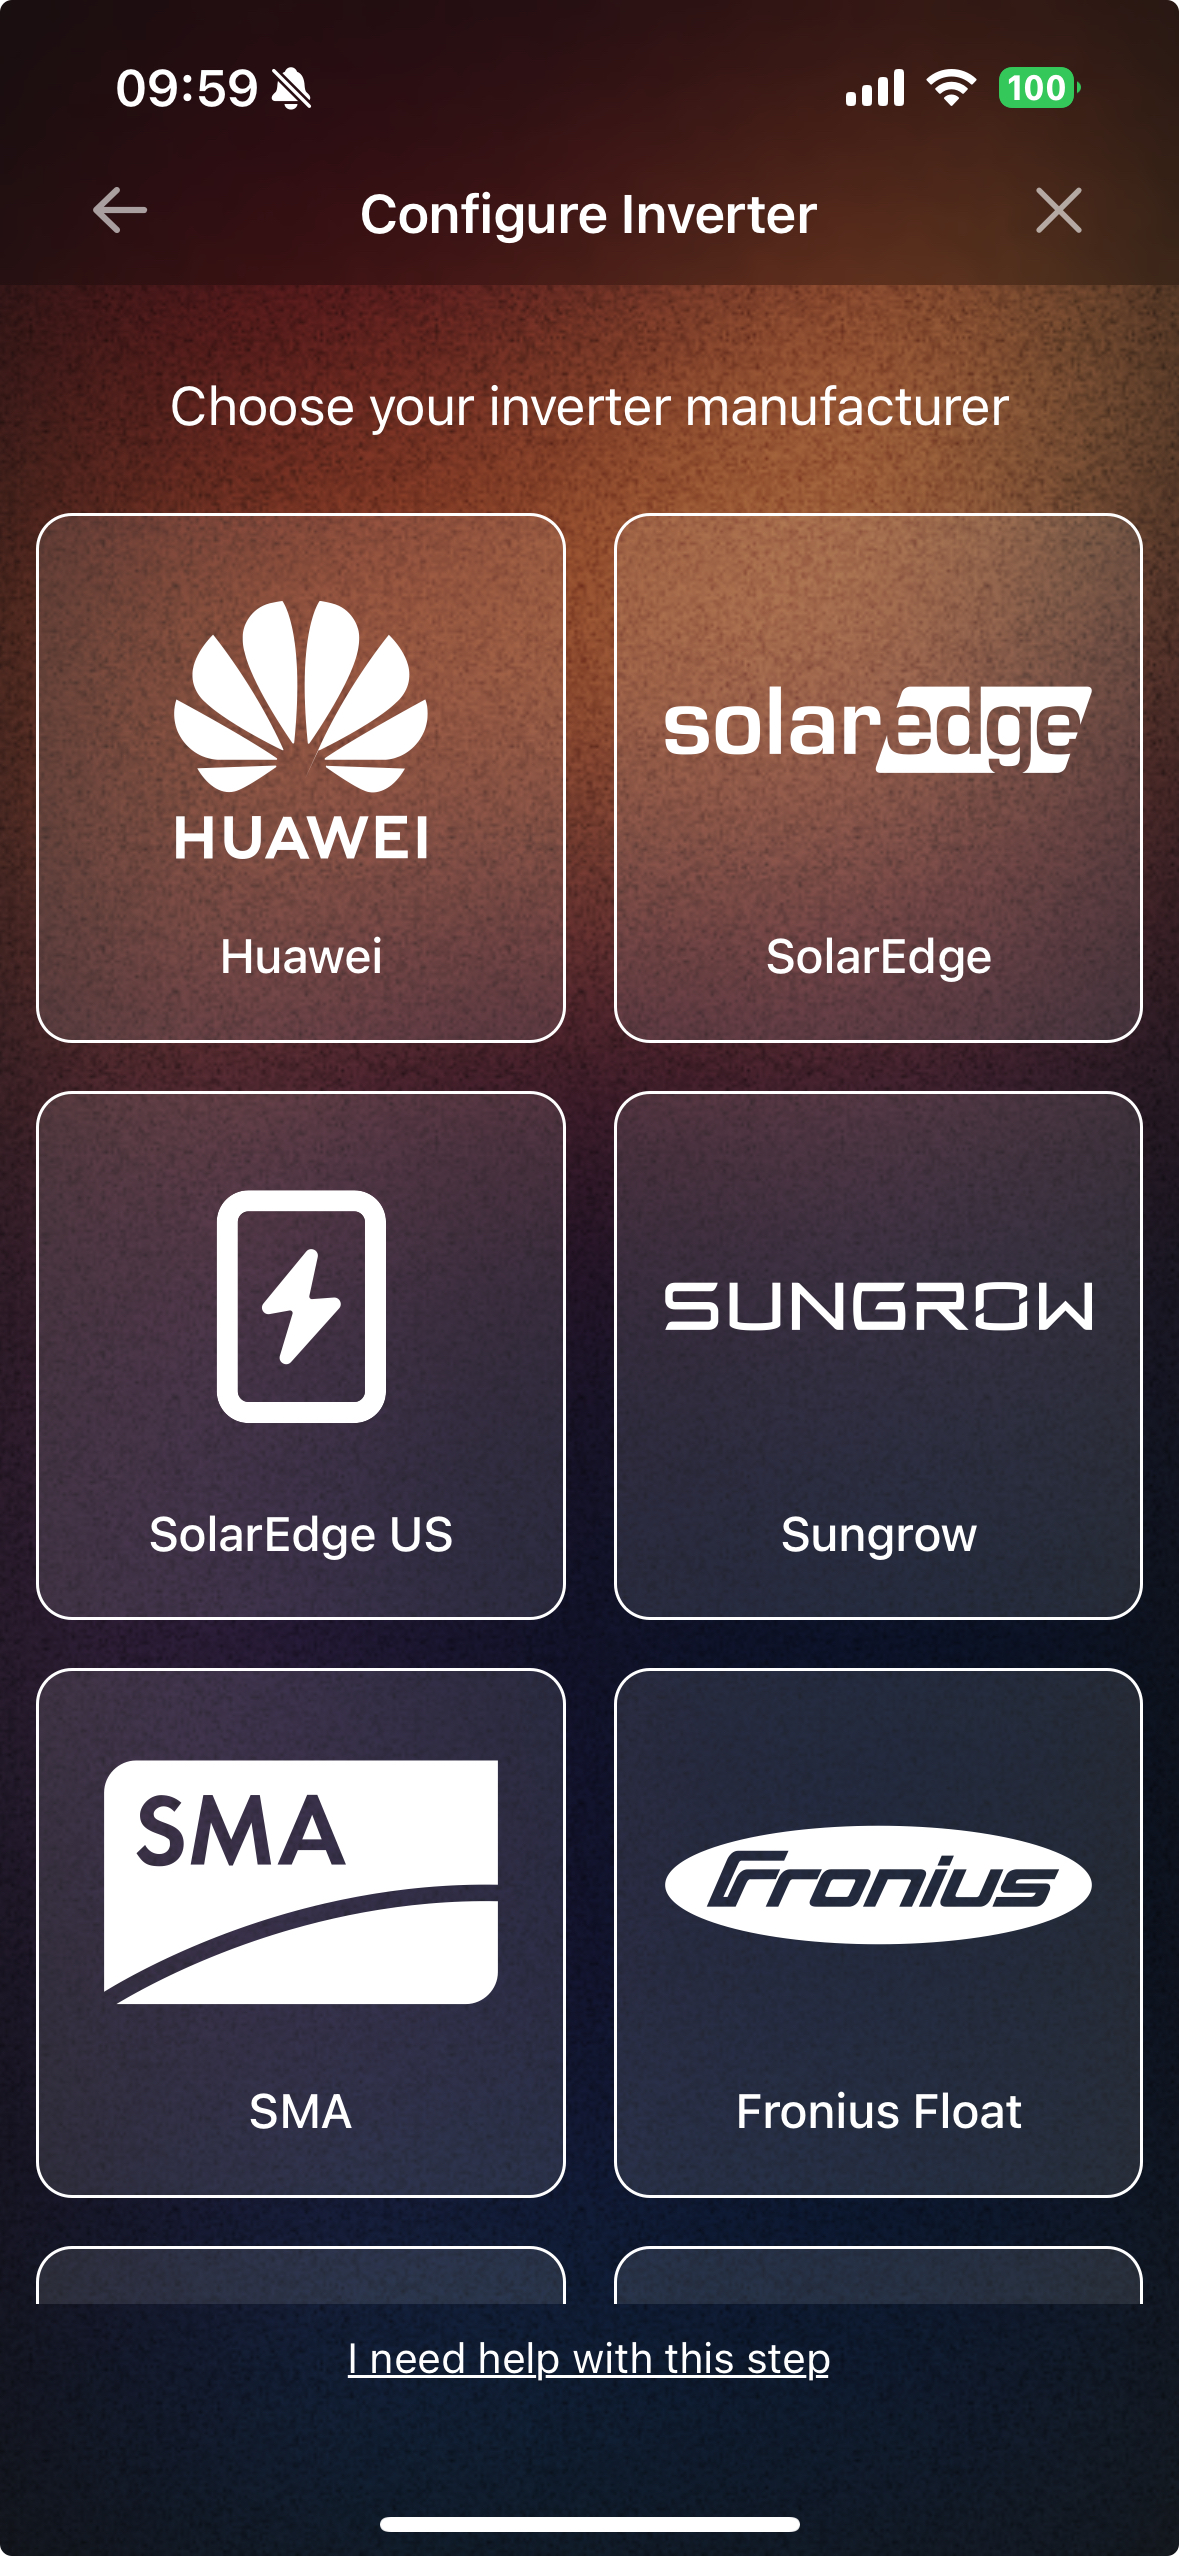 09:59
100
Configure Inverter
Choose your inverter manufacturer
HUAWEI
solaredge
Huawei
SolarEdge
SUNGROW
SolarEdge US
Sungrow
SMA
Fronius
SMA
Fronius Float
I need help with this step